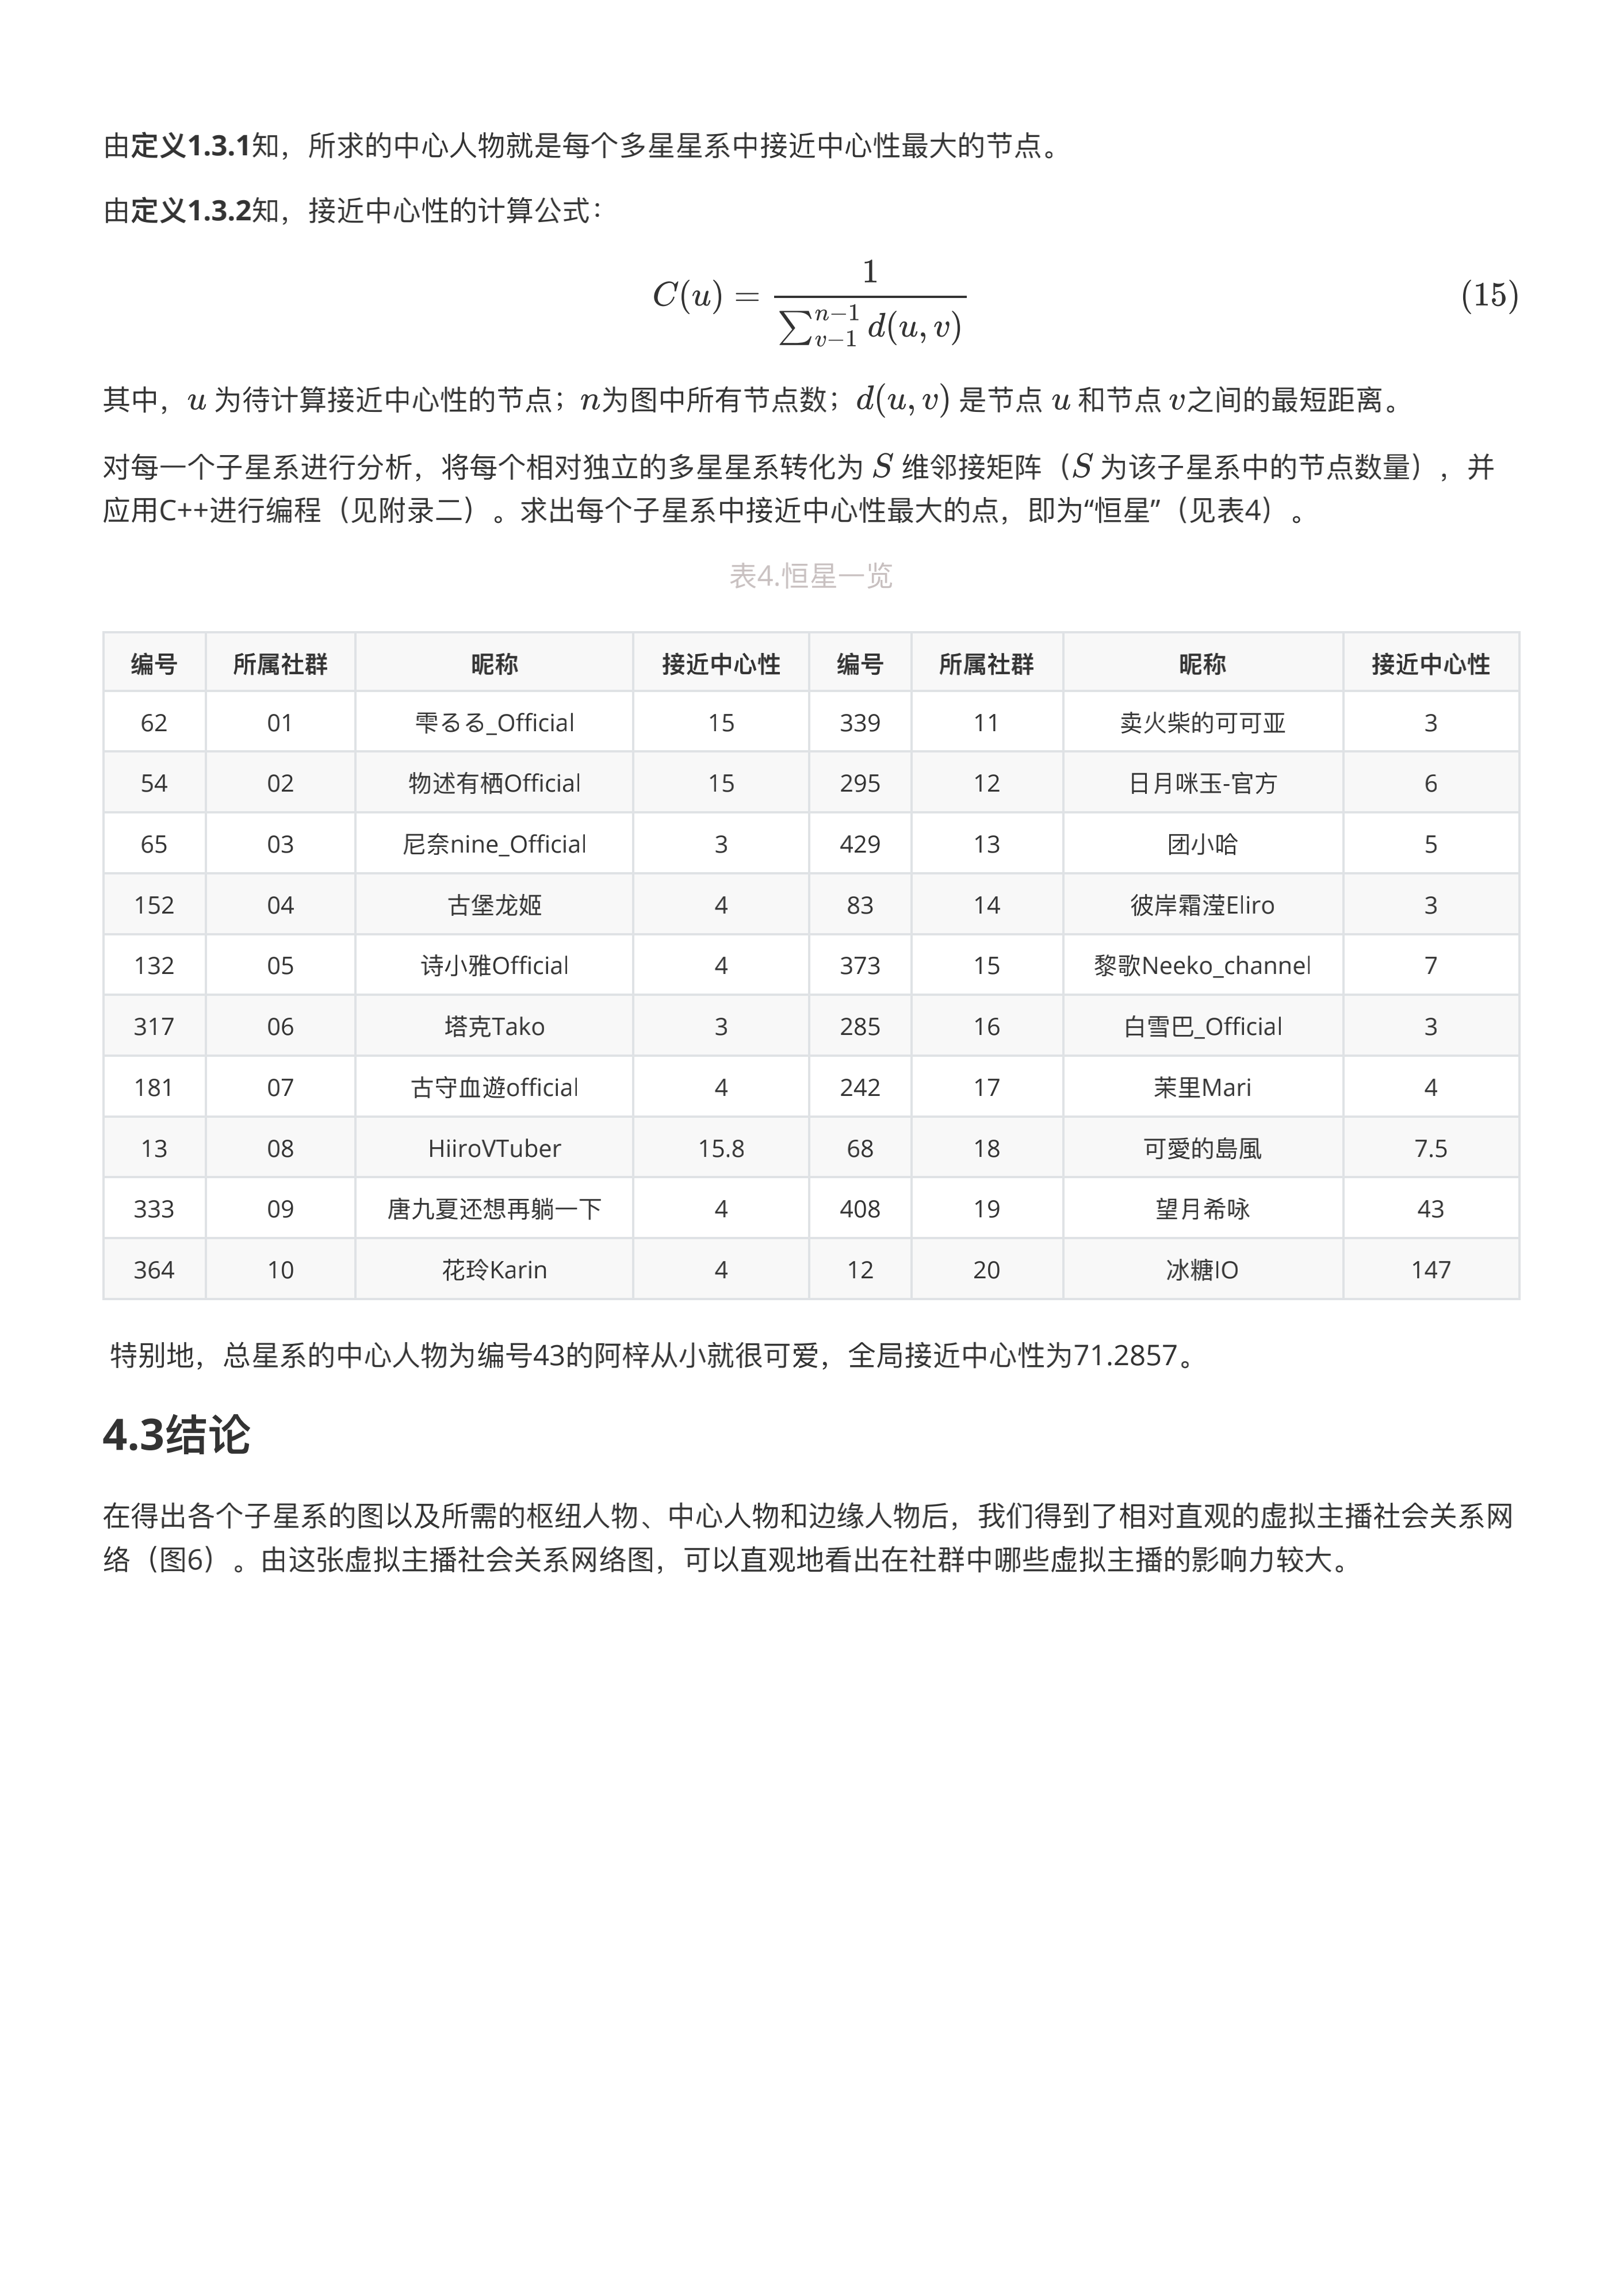 由定义1.3.1知，所求的中心人物就是每个多星星系中接近中心性最大的节点。
由定义1.3.2知，接近中心性的计算公式：
C(u) = 1 / ∑_{v−1}^{n−1} d(u, v) (15)
其中，u 为待计算接近中心性的节点；n为图中所有节点数；d(u, v) 是节点 u 和节点 v之间的最短距离。
对每一个子星系进行分析，将每个相对独立的多星星系转化为 S 维邻接矩阵（S 为该子星系中的节点数量），并
应用C++进行编程（见附录二）。求出每个子星系中接近中心性最大的点，即为“恒星”（见表4）。
表4.恒星一览
编号 所属社群 昵称 接近中心性 编号 所属社群 昵称 接近中心性
62 01 雫るる_Official 15 339 11 卖火柴的可可亚 3
54 02 物述有栖Official 15 295 12 日月咪玉-官方 6
65 03 尼奈nine_Official 3 429 13 团小哈 5
152 04 古堡龙姬 4 83 14 彼岸霜滢Eliro 3
132 05 诗小雅Official 4 373 15 黎歌Neeko_channel 7
317 06 塔克Tako 3 285 16 白雪巴_Official 3
181 07 古守血遊official 4 242 17 茉里Mari 4
13 08 HiiroVTuber 15.8 68 18 可愛的島風 7.5
333 09 唐九夏还想再躺一下 4 408 19 望月希咏 43
364 10 花玲Karin 4 12 20 冰糖IO 147
特别地，总星系的中心人物为编号43的阿梓从小就很可爱，全局接近中心性为71.2857。
4.3结论
在得出各个子星系的图以及所需的枢纽人物、中心人物和边缘人物后，我们得到了相对直观的虚拟主播社会关系网
络（图6）。由这张虚拟主播社会关系网络图，可以直观地看出在社群中哪些虚拟主播的影响力较大。